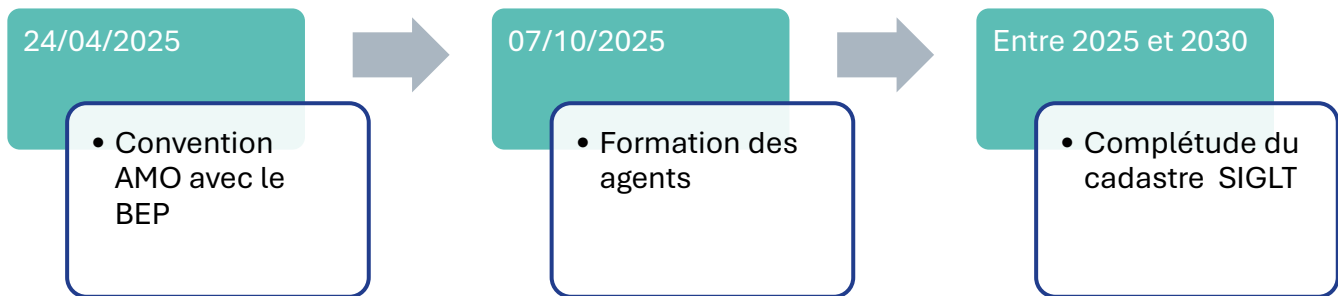 24/04/2025
• Convention
AMO avec le
BEP
07/10/2025
• Formation des
agents
Entre 2025 et 2030
• Complétude du
cadastre  SIGLT